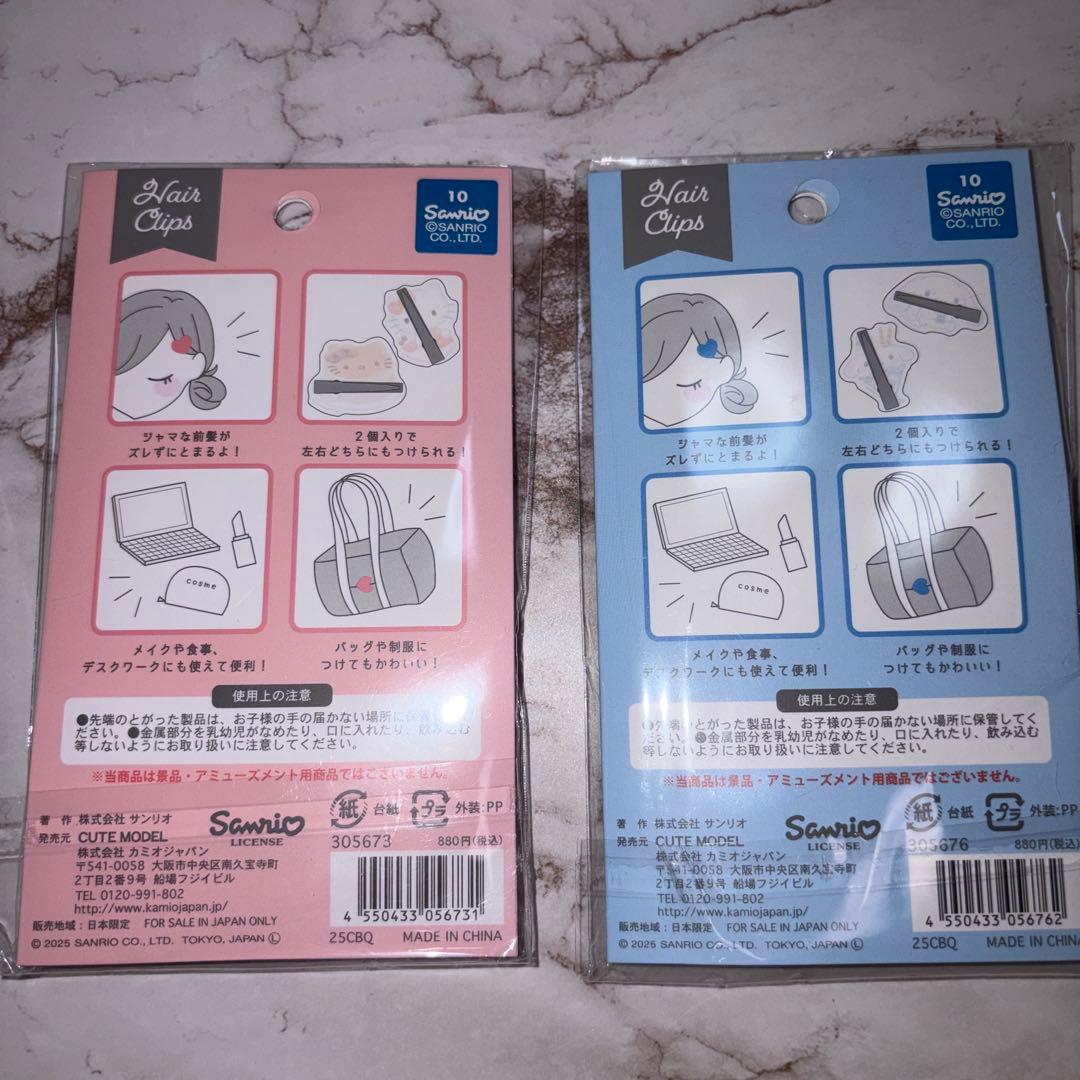 Hair
Clips
10
Sanrio
©SANRIO
CO.,LTD.
ジャマな前髪が
ズレずにとまるよ!
2個入りで
左右どちらにもつけられる!
cosme
メイクや食事、
デスクワークにも使えて便利!
バッグや制服に
つけてもかわいい!
使用上の注意
●先端のとがった製品は、お子様の手の届かない場所に保管してく
ださい。●金属部分を乳幼児がなめたり、口に入れたり、飲み込む
等しないようにお取り扱いに注意してください。
※当商品は景品・アミューズメント用商品ではございません。
著 作 株式会社 サンリオ
発売元 CUTE MODEL
株式会社 カミオジャパン
〒541-0058 大阪市中央区南久宝寺町
2丁目2番9号 船場フジイビル
TEL 0120-991-802
http://www.kamiojapan.jp/
販売地域:日本限定 FOR SALE IN JAPAN ONLY
© 2025 SANRIO CO., LTD. TOKYO, JAPAN Ⓛ
Sanrio
LICENSE
紙 台紙 プラ 外装:PP
305673 880円(税込)
4 550433 056731
25CBQ MADE IN CHINA
Hair
Clips
10
Sanrio
©SANRIO
CO.,LTD.
ジャマな前髪が
ズレずにとまるよ!
2個入りで
左右どちらにもつけられる!
cosme
メイクや食事、
デスクワークにも使えて便利!
バッグや制服に
つけてもかわいい!
使用上の注意
●先端のとがった製品は、お子様の手の届かない場所に保管してく
ださい。●金属部分を乳幼児がなめたり、口に入れたり、飲み込む
等しないようにお取り扱いに注意してください。
※当商品は景品・アミューズメント用商品ではございません。
著 作 株式会社 サンリオ
発売元 CUTE MODEL
株式会社 カミオジャパン
〒541-0058 大阪市中央区南久宝寺町
2丁目2番9号 船場フジイビル
TEL 0120-991-802
http://www.kamiojapan.jp/
販売地域:日本限定 FOR SALE IN JAPAN ONLY
© 2025 SANRIO CO., LTD. TOKYO, JAPAN Ⓛ
Sanrio
LICENSE
紙 台紙 プラ 外装:PP
305676 880円(税込)
4 550433 056762
25CBQ MADE IN CHINA